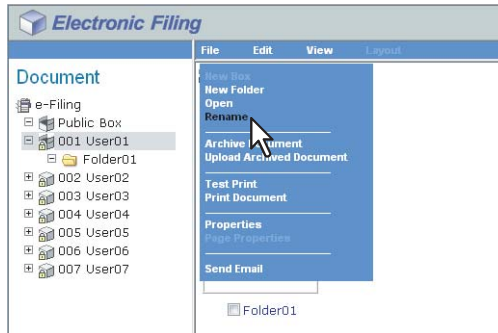 Electronic Filing
File Edit View Layout
Document
e-Filing
Public Box
001 User01
Folder01
002 User02
003 User03
004 User04
005 User05
006 User06
007 User07
New Box
New Folder
Open
Rename
Archive Document
Upload Archived Document
Test Print
Print Document
Properties
Page Properties
Send Email
Folder01